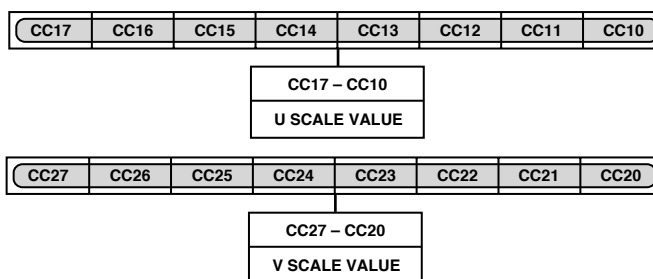 CC17 CC16 CC15 CC14 CC13 CC12 CC11 CC10
CC17 – CC10
U SCALE VALUE
CC27 CC26 CC25 CC24 CC23 CC22 CC21 CC20
CC27 – CC20
V SCALE VALUE